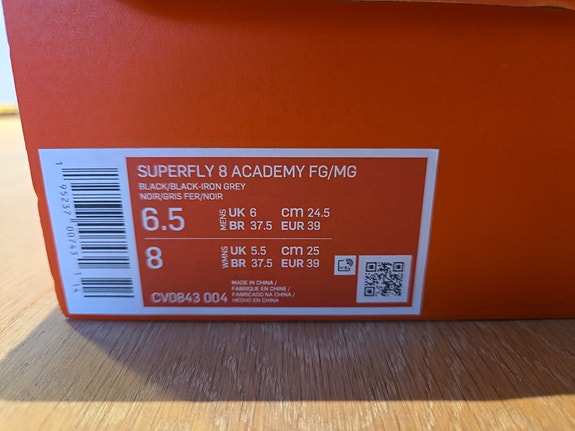 SUPERFLY 8 ACADEMY FG/MG
BLACK/BLACK-IRON GREY
NOIR/GRIS FER/NOIR
6.5 MENS UK 6 cm 24.5
BR 37.5 EUR 39
8 WMNS UK 5.5 cm 25
BR 37.5 EUR 39
MADE IN CHINA /
FABRIQUE EN CHINE /
FABRICADO NA CHINA /
HECHO EN CHINA
CV0843 004